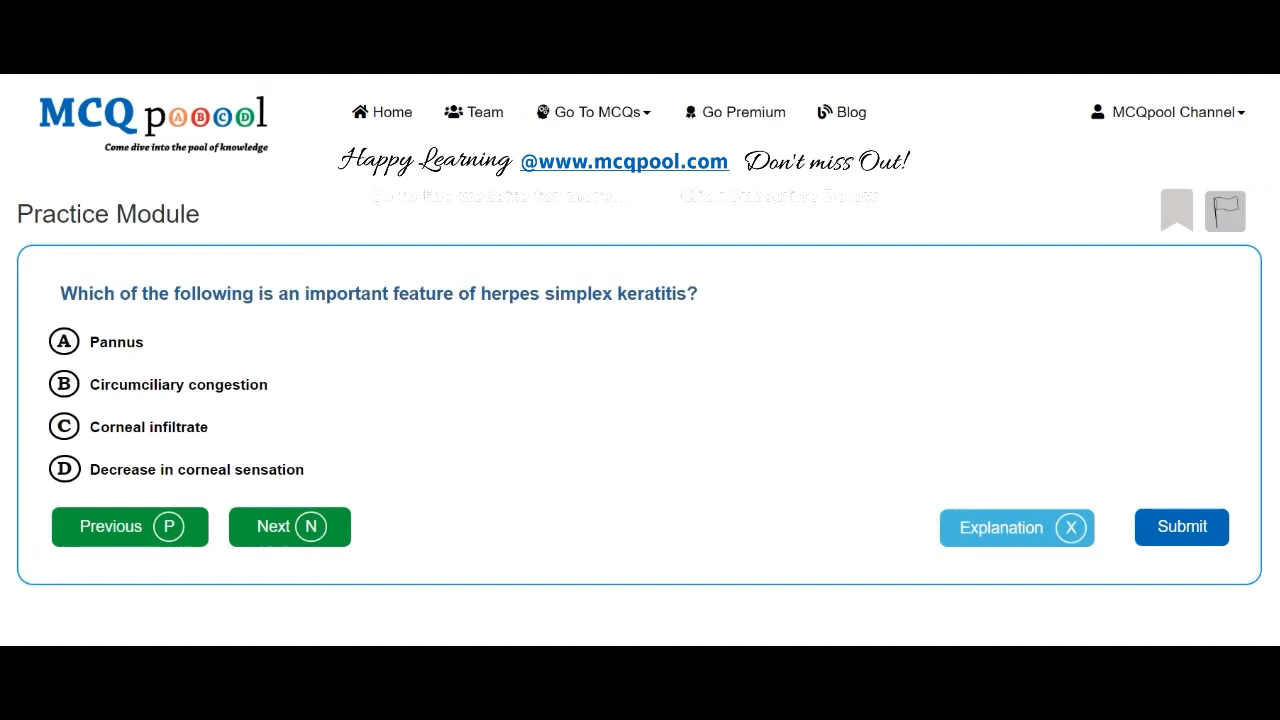 MCQ pooool
Come dive into the pool of knowledge
Home Team Go To MCQs Go Premium Blog MCQpool Channel
Happy Learning @www.mcqpool.com Don't miss Out!
Practice Module
Which of the following is an important feature of herpes simplex keratitis?
A Pannus
B Circumciliary congestion
C Corneal infiltrate
D Decrease in corneal sensation
Previous P Next N Explanation X Submit